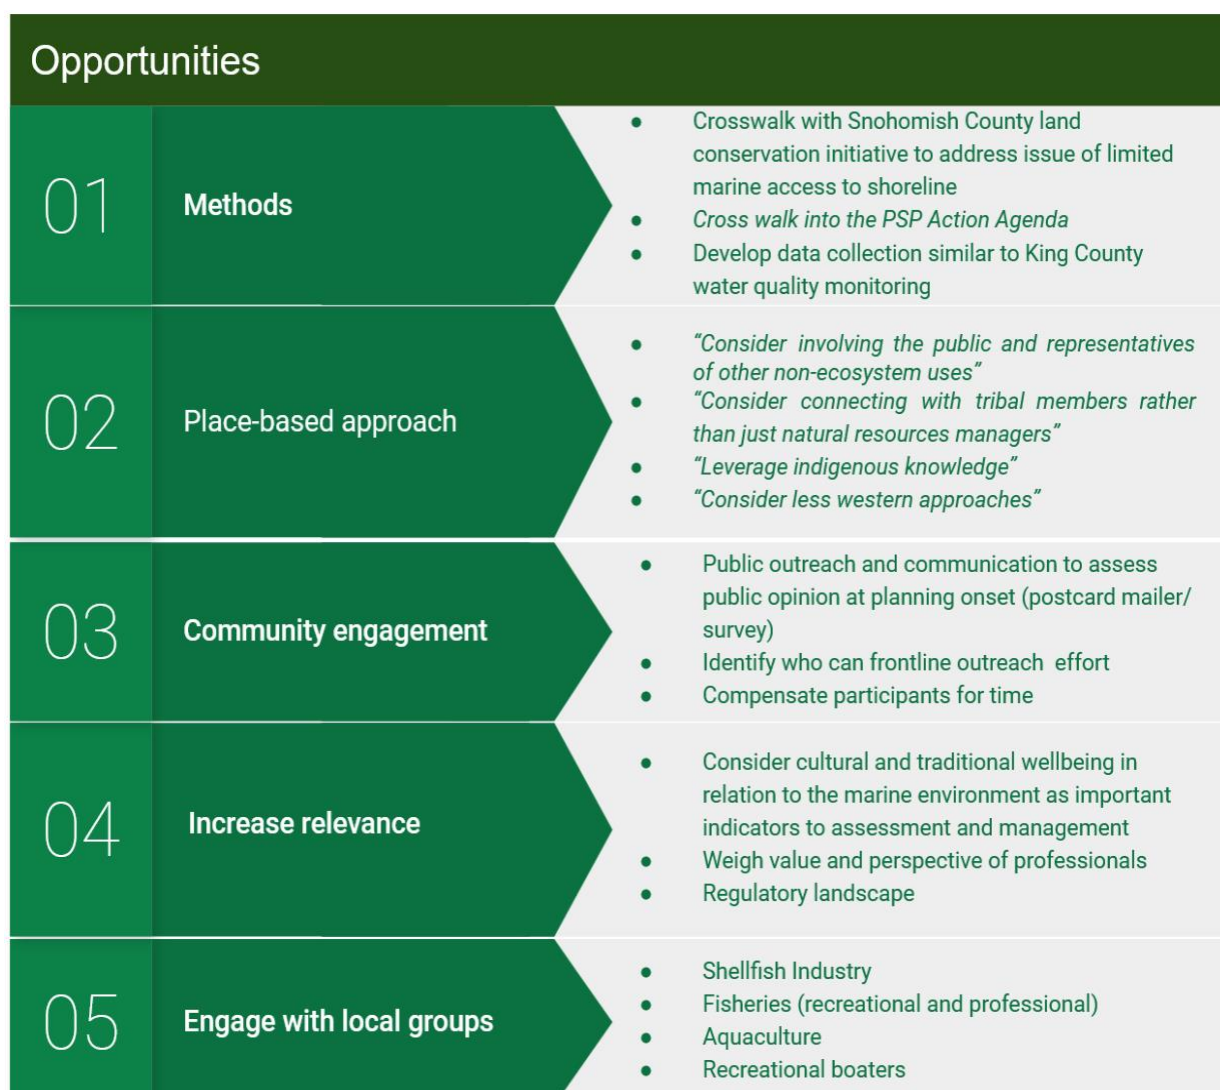 Opportunities
01
Methods
● Crosswalk with Snohomish County land
conservation initiative to address issue of limited
marine access to shoreline
● Cross walk into the PSP Action Agenda
● Develop data collection similar to King County
water quality monitoring
02
Place-based approach
● “Consider involving the public and representatives
of other non-ecosystem uses”
● “Consider connecting with tribal members rather
than just natural resources managers”
● “Leverage indigenous knowledge”
● “Consider less western approaches”
03
Community engagement
● Public outreach and communication to assess
public opinion at planning onset (postcard mailer/
survey)
● Identify who can frontline outreach effort
● Compensate participants for time
04
Increase relevance
● Consider cultural and traditional wellbeing in
relation to the marine environment as important
indicators to assessment and management
● Weigh value and perspective of professionals
● Regulatory landscape
05
Engage with local groups
● Shellfish Industry
● Fisheries (recreational and professional)
● Aquaculture
● Recreational boaters